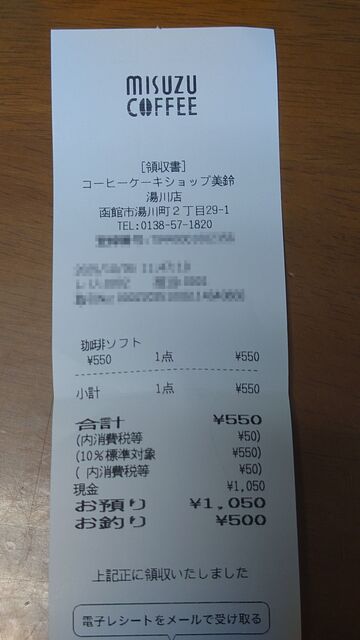 MISUZU
COFFEE
[領収書]
コーヒーケーキショップ美鈴
湯川店
函館市湯川町2丁目29-1
TEL:0138-57-1820
珈琲ソフト
¥550 1点 ¥550
小計 1点 ¥550
合計 ¥550
(内消費税等 ¥50)
(10%標準対象 ¥550)
( 内消費税等 ¥50)
現金 ¥1,050
お預り ¥1,050
お釣り ¥500
上記正に領収いたしました
電子レシートをメールで受け取る